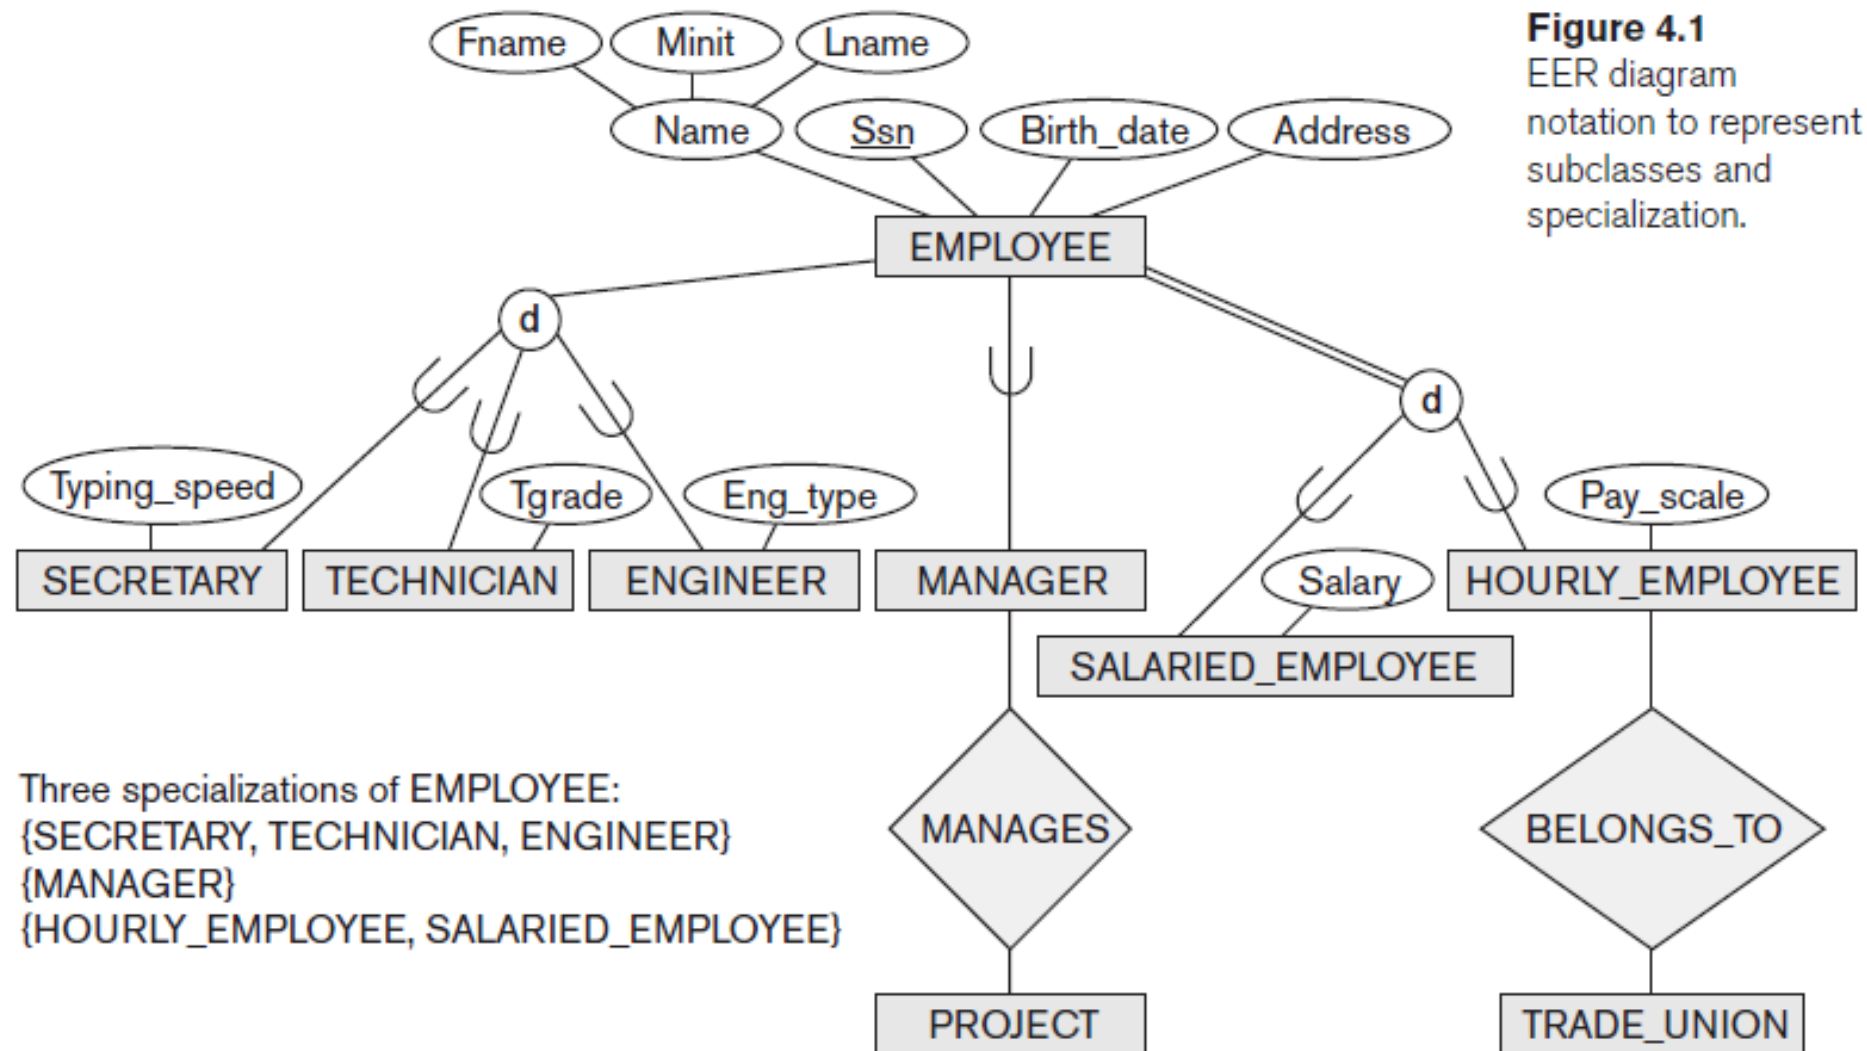 Figure 4.1
EER diagram
notation to represent
subclasses and
specialization.
Fname Minit Lname
Name Ssn Birth_date Address
EMPLOYEE
d
d
Typing_speed Tgrade Eng_type Pay_scale
SECRETARY TECHNICIAN ENGINEER MANAGER Salary HOURLY_EMPLOYEE
SALARIED_EMPLOYEE
Three specializations of EMPLOYEE:
{SECRETARY, TECHNICIAN, ENGINEER}
{MANAGER}
{HOURLY_EMPLOYEE, SALARIED_EMPLOYEE}
MANAGES BELONGS_TO
PROJECT TRADE_UNION